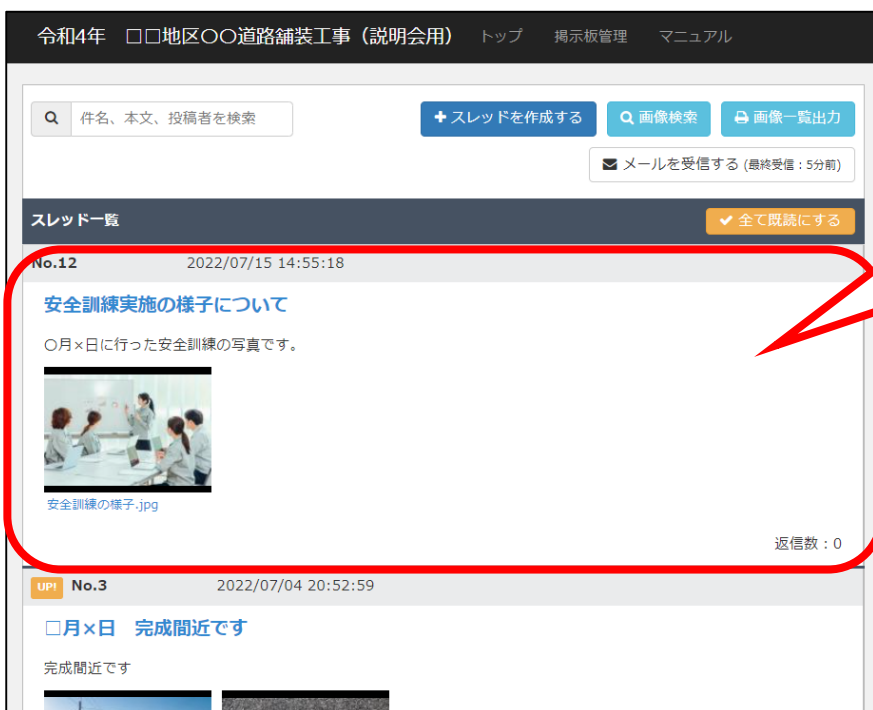 令和4年　□□地区〇〇道路舗装工事（説明会用） トップ 掲示板管理 マニュアル
件名、本文、投稿者を検索 スレッドを作成する 画像検索 画像一覧出力
メールを受信する (最終受信：5分前)
スレッド一覧 全て既読にする
No.12 2022/07/15 14:55:18
安全訓練実施の様子について
〇月×日に行った安全訓練の写真です。
安全訓練の様子.jpg
返信数：0
UP! No.3 2022/07/04 20:52:59
□月×日　完成間近です
完成間近です